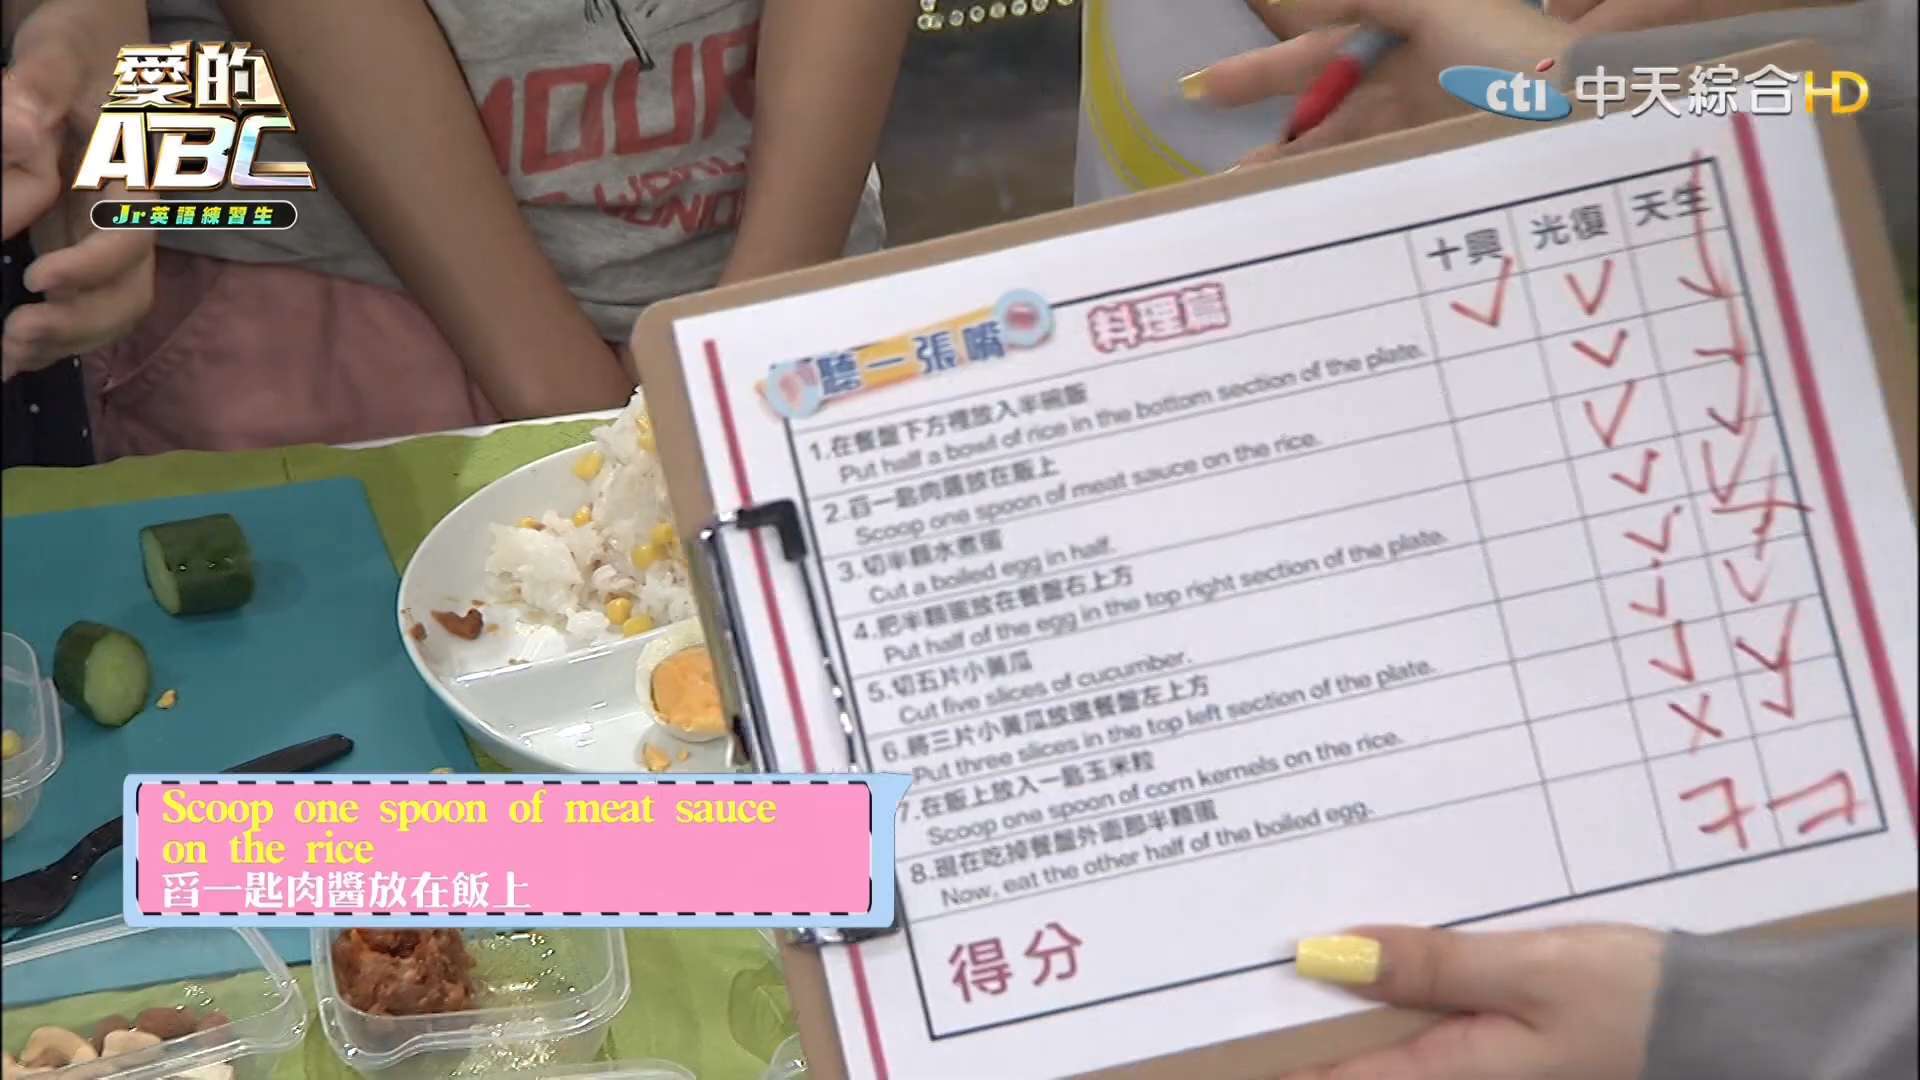 愛的
ABC
Jr英語練習生
cti 中天綜合HD
HOUR
十興 光復 天生
聽一張嘴 料理篇
1.在餐盤下方裡放入半碗飯
Put half a bowl of rice in the bottom section of the plate.
2.舀一匙肉醬放在飯上
Scoop one spoon of meat sauce on the rice.
3.切半顆水煮蛋
Cut a boiled egg in half.
4.把半顆蛋放在餐盤右上方
Put half of the egg in the top right section of the plate.
5.切五片小黃瓜
Cut five slices of cucumber.
6.將三片小黃瓜放進餐盤左上方
Put three slices in the top left section of the plate.
7.在飯上放入一匙玉米粒
Scoop one spoon of corn kernels on the rice.
8.現在吃掉餐盤外面那半顆蛋
Now, eat the other half of the boiled egg.
得分
7 7
Scoop one spoon of meat sauce
on the rice
舀一匙肉醬放在飯上